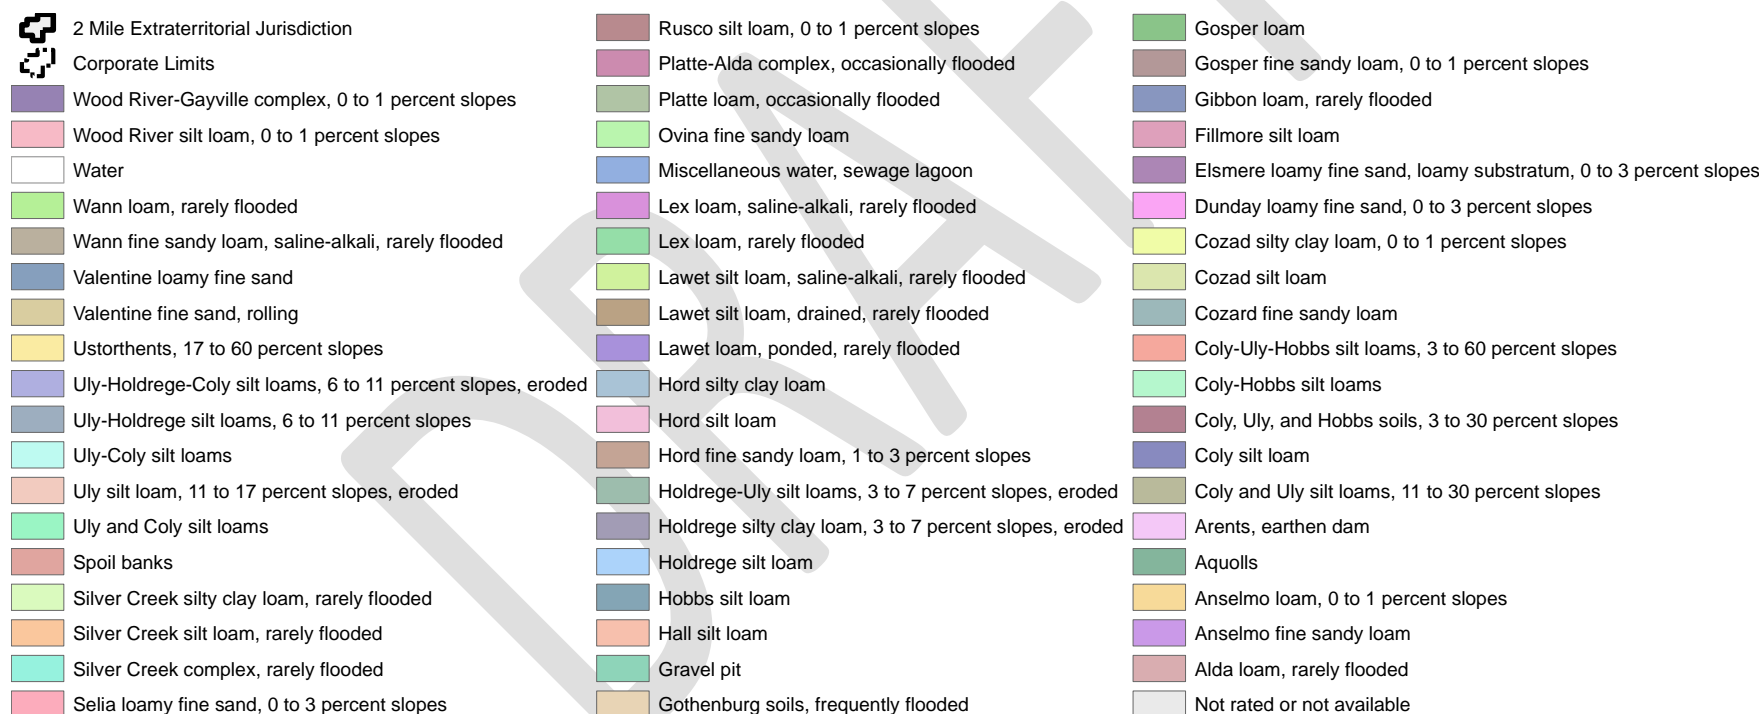 2 Mile Extraterritorial Jurisdiction
Corporate Limits
Wood River-Gayville complex, 0 to 1 percent slopes
Wood River silt loam, 0 to 1 percent slopes
Water
Wann loam, rarely flooded
Wann fine sandy loam, saline-alkali, rarely flooded
Valentine loamy fine sand
Valentine fine sand, rolling
Ustorthents, 17 to 60 percent slopes
Uly-Holdrege-Coly silt loams, 6 to 11 percent slopes, eroded
Uly-Holdrege silt loams, 6 to 11 percent slopes
Uly-Coly silt loams
Uly silt loam, 11 to 17 percent slopes, eroded
Uly and Coly silt loams
Spoil banks
Silver Creek silty clay loam, rarely flooded
Silver Creek silt loam, rarely flooded
Silver Creek complex, rarely flooded
Selia loamy fine sand, 0 to 3 percent slopes
Rusco silt loam, 0 to 1 percent slopes
Platte-Alda complex, occasionally flooded
Platte loam, occasionally flooded
Ovina fine sandy loam
Miscellaneous water, sewage lagoon
Lex loam, saline-alkali, rarely flooded
Lex loam, rarely flooded
Lawet silt loam, saline-alkali, rarely flooded
Lawet silt loam, drained, rarely flooded
Lawet loam, ponded, rarely flooded
Hord silty clay loam
Hord silt loam
Hord fine sandy loam, 1 to 3 percent slopes
Holdrege-Uly silt loams, 3 to 7 percent slopes, eroded
Holdrege silty clay loam, 3 to 7 percent slopes, eroded
Holdrege silt loam
Hobbs silt loam
Hall silt loam
Gravel pit
Gothenburg soils, frequently flooded
Gosper loam
Gosper fine sandy loam, 0 to 1 percent slopes
Gibbon loam, rarely flooded
Fillmore silt loam
Elsmere loamy fine sand, loamy substratum, 0 to 3 percent slopes
Dunday loamy fine sand, 0 to 3 percent slopes
Cozad silty clay loam, 0 to 1 percent slopes
Cozad silt loam
Cozard fine sandy loam
Coly-Uly-Hobbs silt loams, 3 to 60 percent slopes
Coly-Hobbs silt loams
Coly, Uly, and Hobbs soils, 3 to 30 percent slopes
Coly silt loam
Coly and Uly silt loams, 11 to 30 percent slopes
Arents, earthen dam
Aquolls
Anselmo loam, 0 to 1 percent slopes
Anselmo fine sandy loam
Alda loam, rarely flooded
Not rated or not available
DRAF